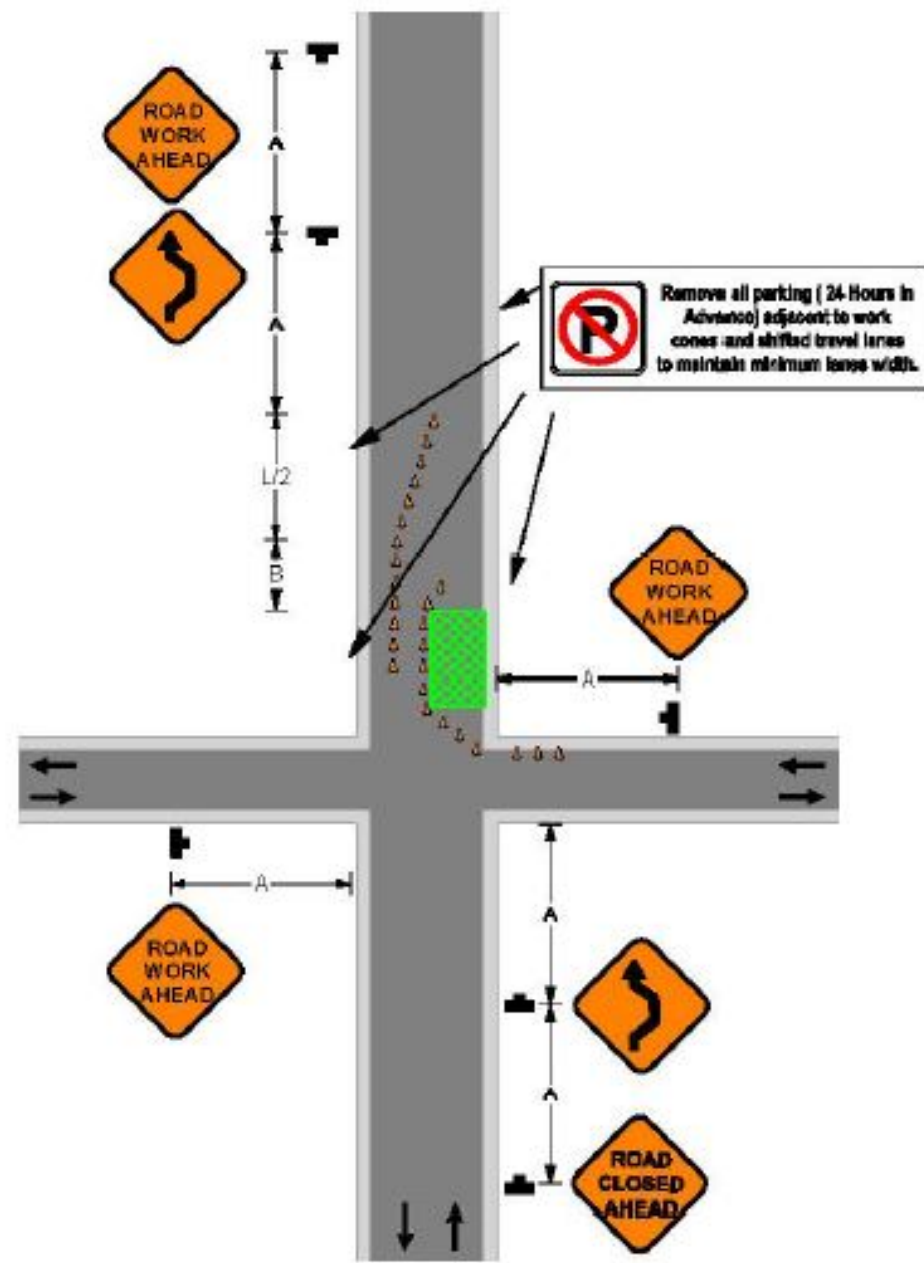 ROAD
WORK
AHEAD
A
A
P
Remove all parking ( 24 Hours in
Advance) adjacent to work
cones and shifted travel lanes
to maintain minimum lanes width.
L/2
B
ROAD
WORK
AHEAD
A
A
ROAD
WORK
AHEAD
A
A
ROAD
CLOSED
AHEAD